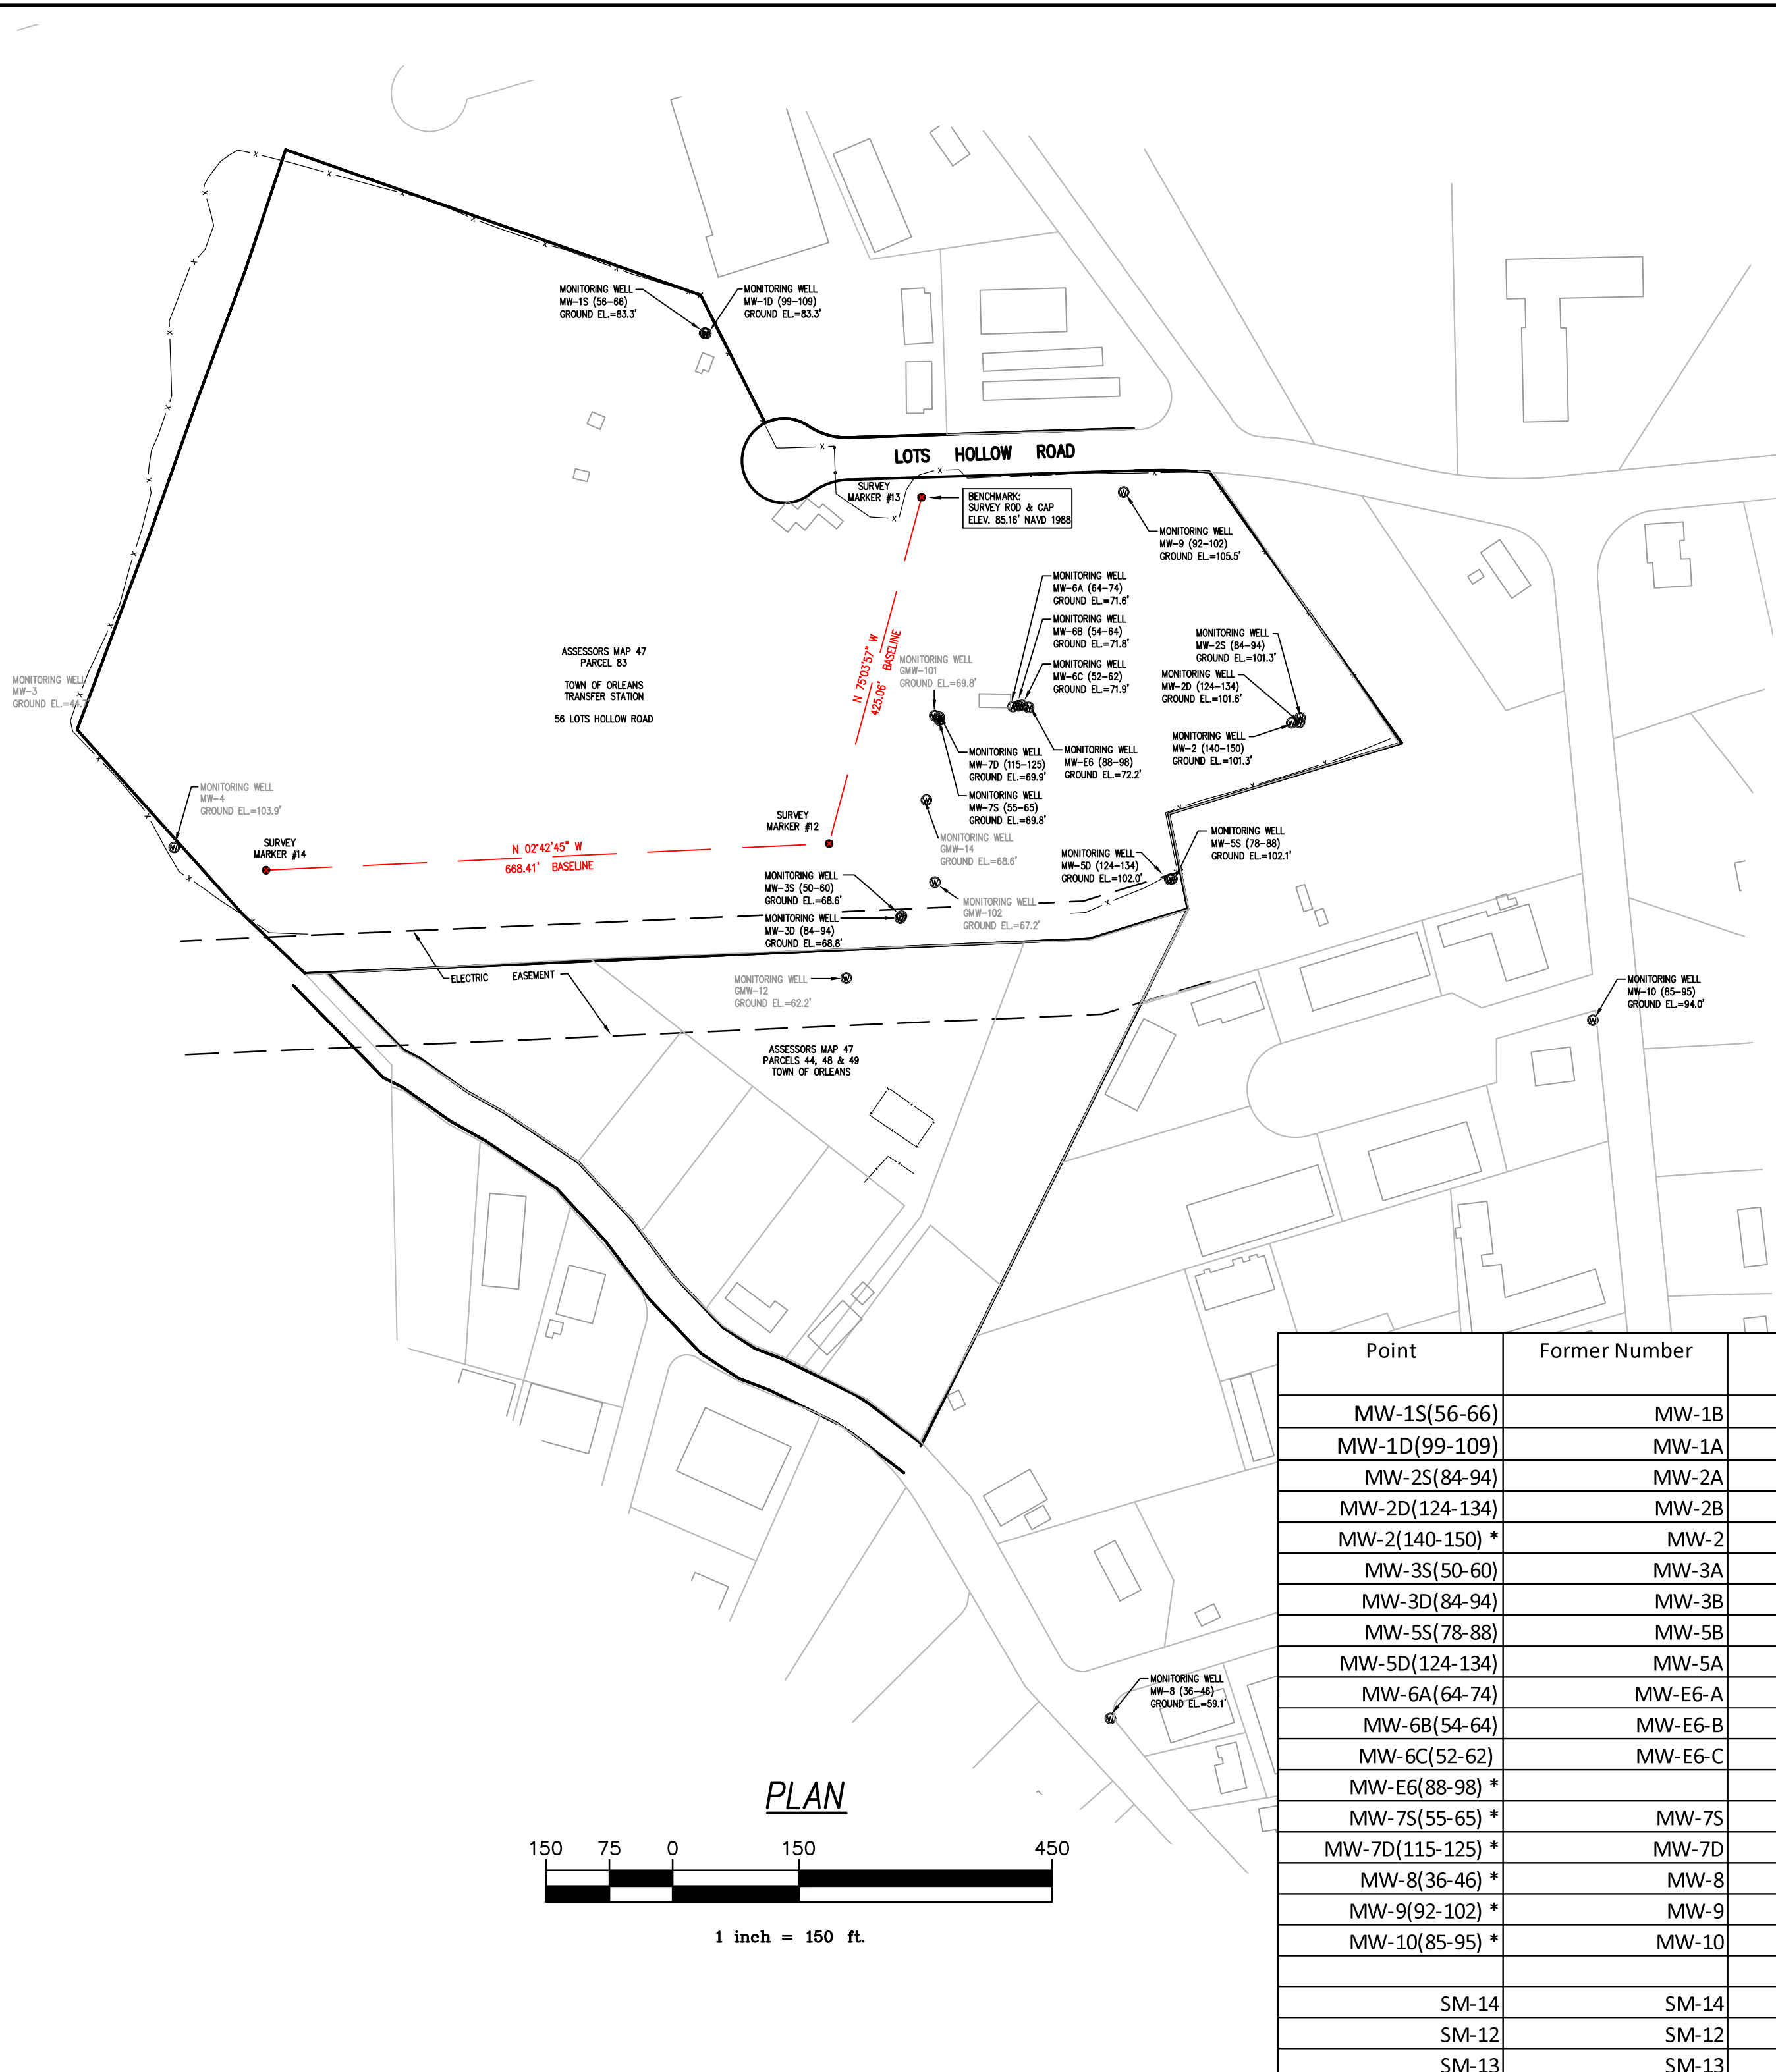 MONITORING WELL
MW-1S (56-66)
GROUND EL.=83.3'
MONITORING WELL
MW-1D (99-109)
GROUND EL.=83.3'
LOTS HOLLOW ROAD
SURVEY
MARKER #13
BENCHMARK:
SURVEY ROD & CAP
ELEV. 85.16' NAVD 1988
MONITORING WELL
MW-9 (92-102)
GROUND EL.=105.5'
MONITORING WELL
MW-6A (64-74)
GROUND EL.=71.6'
MONITORING WELL
MW-6B (54-64)
GROUND EL.=71.8'
MONITORING WELL
MW-6C (52-62)
GROUND EL.=71.9'
MONITORING WELL
MW-2S (84-94)
GROUND EL.=101.3'
MONITORING WELL
MW-2D (124-134)
GROUND EL.=101.6'
MONITORING WELL
MW-2 (140-150)
GROUND EL.=101.3'
N 75°03'57" W
425.06' BASELINE
MONITORING WELL
GMW-101
GROUND EL.=69.8'
ASSESSORS MAP 47
PARCEL 83
TOWN OF ORLEANS
TRANSFER STATION
56 LOTS HOLLOW ROAD
MONITORING WELL
MW-3
GROUND EL.=44.
MONITORING WELL
MW-7D (115-125)
GROUND EL.=69.9'
MONITORING WELL
MW-E6 (88-98)
GROUND EL.=72.2'
MONITORING WELL
MW-7S (55-65)
GROUND EL.=69.8'
MONITORING WELL
MW-4
GROUND EL.=103.9'
SURVEY
MARKER #14
N 02°42'45" W
668.41' BASELINE
SURVEY
MARKER #12
MONITORING WELL
GMW-14
GROUND EL.=68.6'
MONITORING WELL
MW-5S (78-88)
GROUND EL.=102.1'
MONITORING WELL
MW-5D (124-134)
GROUND EL.=102.0'
MONITORING WELL
MW-3S (50-60)
GROUND EL.=68.6'
MONITORING WELL
MW-3D (84-94)
GROUND EL.=68.8'
MONITORING WELL
GMW-102
GROUND EL.=67.2'
ELECTRIC EASEMENT
MONITORING WELL
GMW-12
GROUND EL.=62.2'
MONITORING WELL
MW-10 (85-95)
GROUND EL.=94.0'
ASSESSORS MAP 47
PARCELS 44, 48 & 49
TOWN OF ORLEANS
MONITORING WELL
MW-8 (36-46)
GROUND EL.=59.1'
PLAN
150 75 0 150 450
1 inch = 150 ft.
Point Former Number
MW-1S(56-66) MW-1B
MW-1D(99-109) MW-1A
MW-2S(84-94) MW-2A
MW-2D(124-134) MW-2B
MW-2(140-150) * MW-2
MW-3S(50-60) MW-3A
MW-3D(84-94) MW-3B
MW-5S(78-88) MW-5B
MW-5D(124-134) MW-5A
MW-6A(64-74) MW-E6-A
MW-6B(54-64) MW-E6-B
MW-6C(52-62) MW-E6-C
MW-E6(88-98) *
MW-7S(55-65) * MW-7S
MW-7D(115-125) * MW-7D
MW-8(36-46) * MW-8
MW-9(92-102) * MW-9
MW-10(85-95) * MW-10
SM-14 SM-14
SM-12 SM-12
SM-13 SM-13